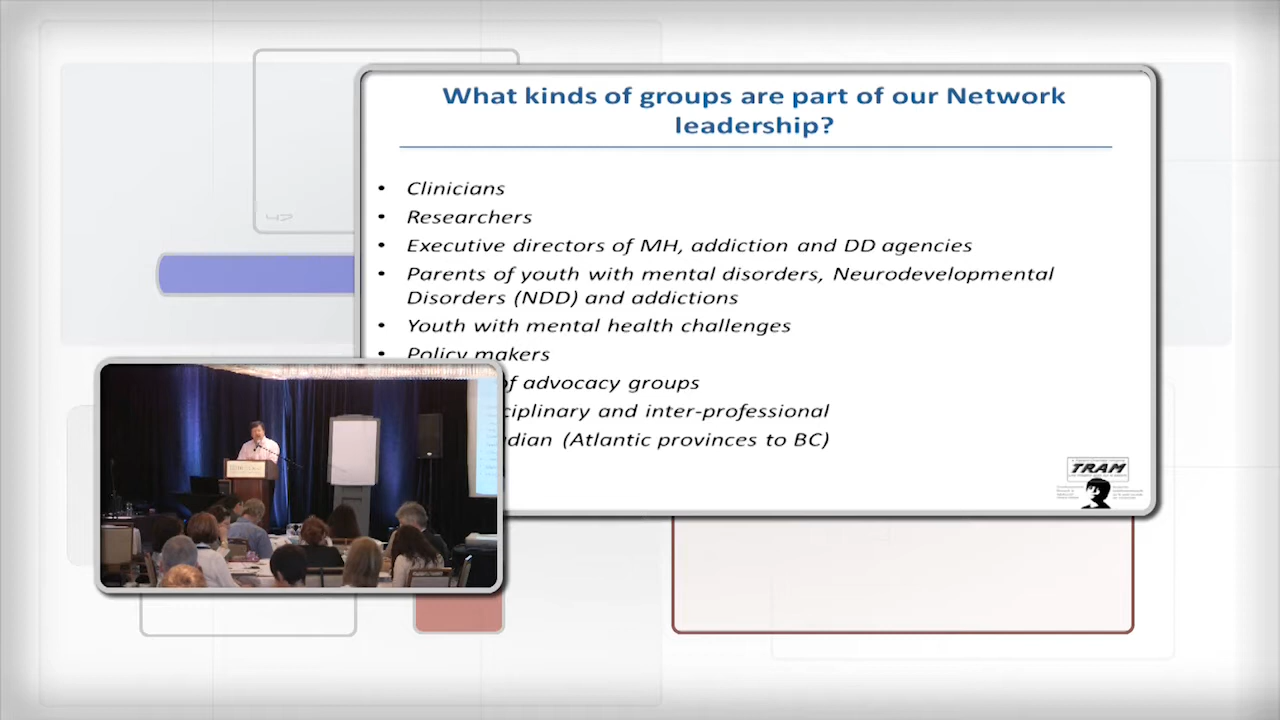 What kinds of groups are part of our Network
leadership?
• Clinicians
• Researchers
• Executive directors of MH, addiction and DD agencies
• Parents of youth with mental disorders, Neurodevelopmental
Disorders (NDD) and addictions
• Youth with mental health challenges
• Policy makers
of advocacy groups
ciplinary and inter-professional
dian (Atlantic provinces to BC)
TRAM
47